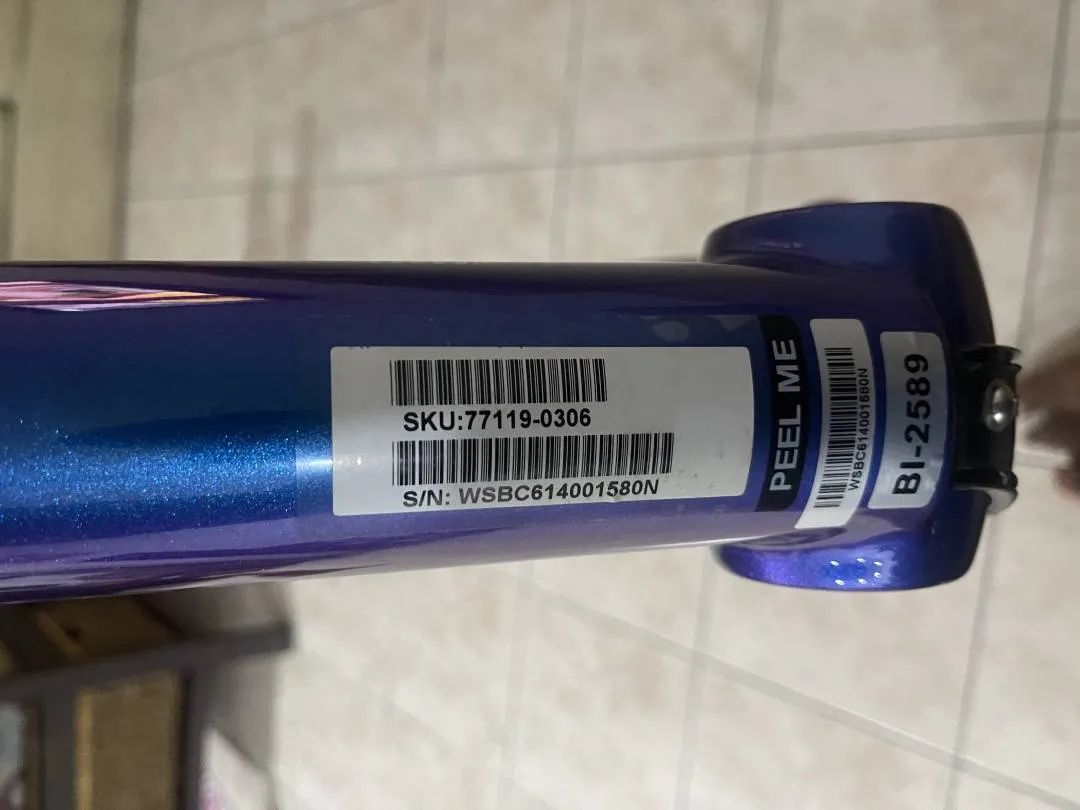 SKU:77119-0306
S/N: WSBC614001580N
PEEL ME
WSBC614001580N
BI-2589